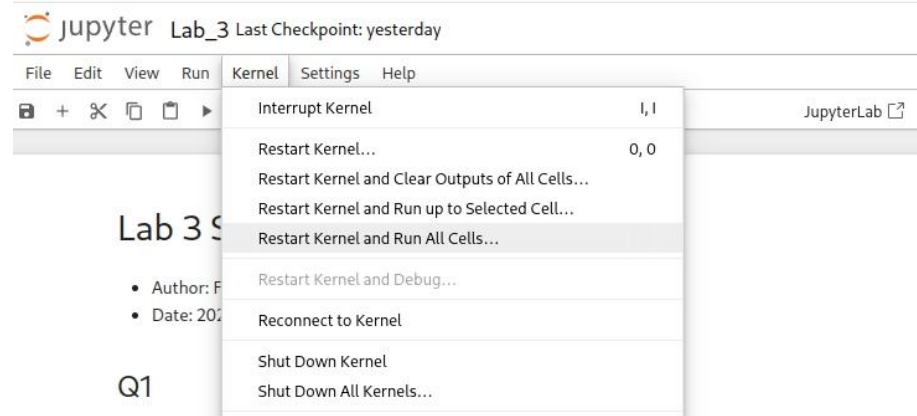 jupyter Lab_3 Last Checkpoint: yesterday
File Edit View Run Kernel Settings Help
JupyterLab
Interrupt Kernel I, I
Restart Kernel... 0, 0
Restart Kernel and Clear Outputs of All Cells...
Restart Kernel and Run up to Selected Cell...
Restart Kernel and Run All Cells...
Restart Kernel and Debug...
Reconnect to Kernel
Shut Down Kernel
Shut Down All Kernels...
Lab 3
Author:
Date:
Q1